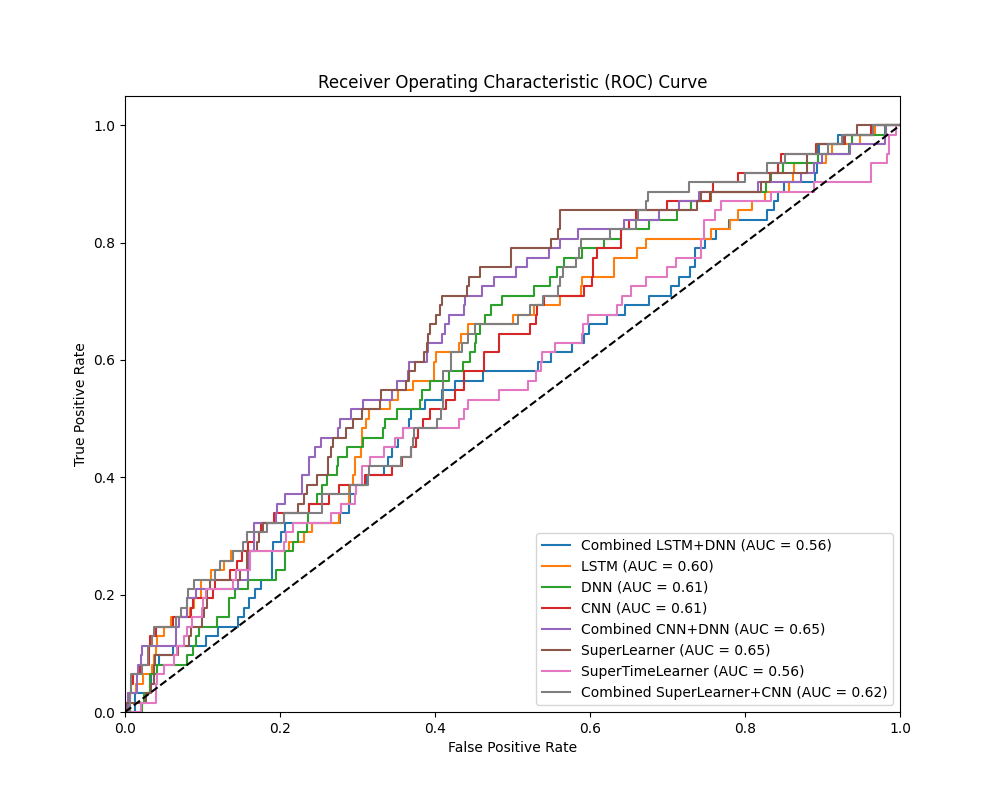 Receiver Operating Characteristic (ROC) Curve
1.0
0.8
0.6
0.4
0.2
0.0
True Positive Rate
0.0 0.2 0.4 0.6 0.8 1.0
False Positive Rate
Combined LSTM+DNN (AUC = 0.56)
LSTM (AUC = 0.60)
DNN (AUC = 0.61)
CNN (AUC = 0.61)
Combined CNN+DNN (AUC = 0.65)
SuperLearner (AUC = 0.65)
SuperTimeLearner (AUC = 0.56)
Combined SuperLearner+CNN (AUC = 0.62)